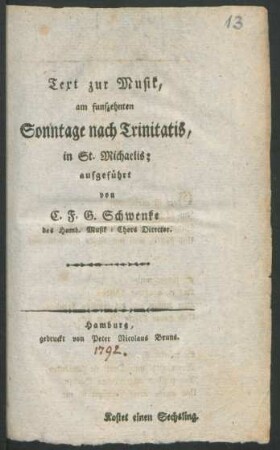 13
Text zur Musik,
am funfzehnten
Sonntage nach Trinitatis,
in St. Michaelis;
aufgeführt
von
C. F. G. Schwenke
des Hamb. Musik-Chors Director.
Hamburg,
gedruckt von Peter Nicolaus Bruns.
1792.
Kostet einen Sechsling.